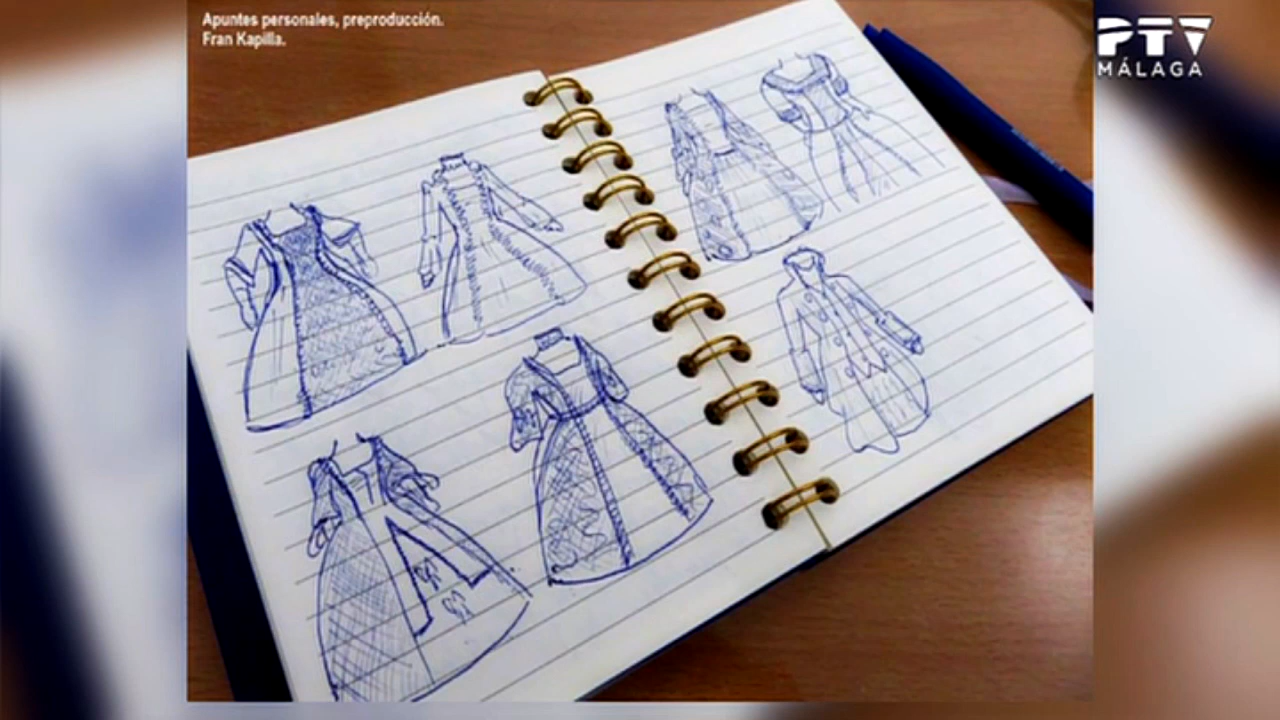 Apuntes personales, preproducción.
Fran Kapilla.
PTV
MÁLAGA